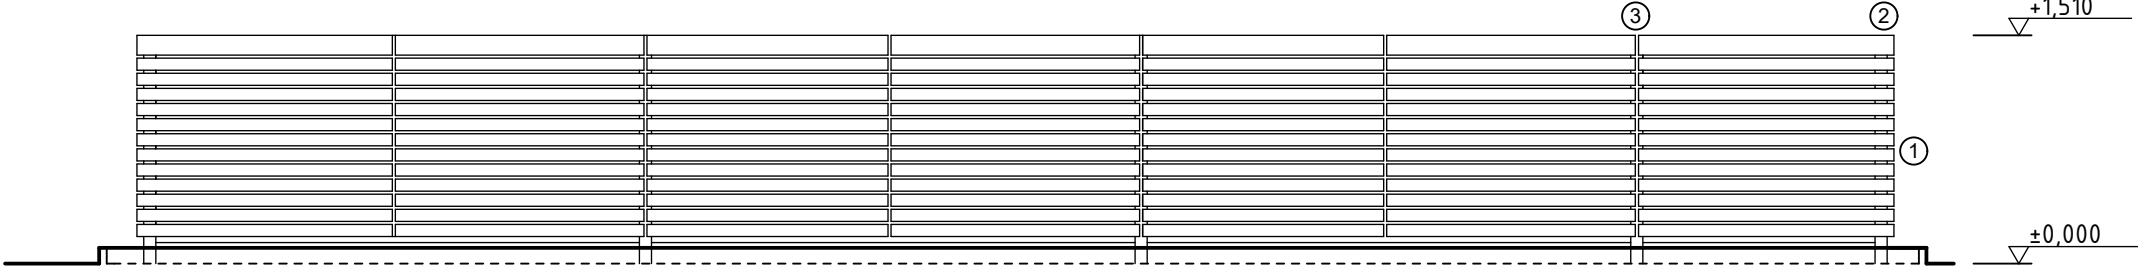 ③ ② +1,510
①
±0,000